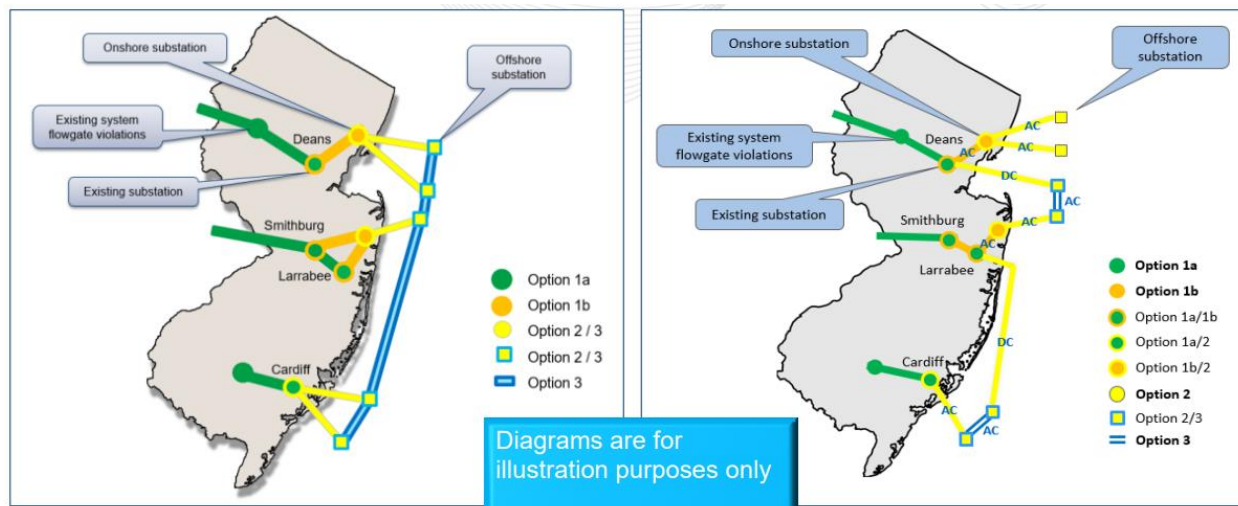 Onshore substation
Offshore
substation
Existing system
flowgate violations
Deans
Existing substation
Smithburg
Larrabee
Cardiff
Option 1a
Option 1b
Option 2 / 3
Option 2 / 3
Option 3
Diagrams are for
illustration purposes only
Onshore substation
Offshore
substation
Existing system
flowgate violations
Deans
AC
AC
AC
DC
AC
Existing substation
Smithburg
AC
AC
Larrabee
DC
Cardiff
AC
AC
Option 1a
Option 1b
Option 1a/1b
Option 1a/2
Option 1b/2
Option 2
Option 2/3
Option 3